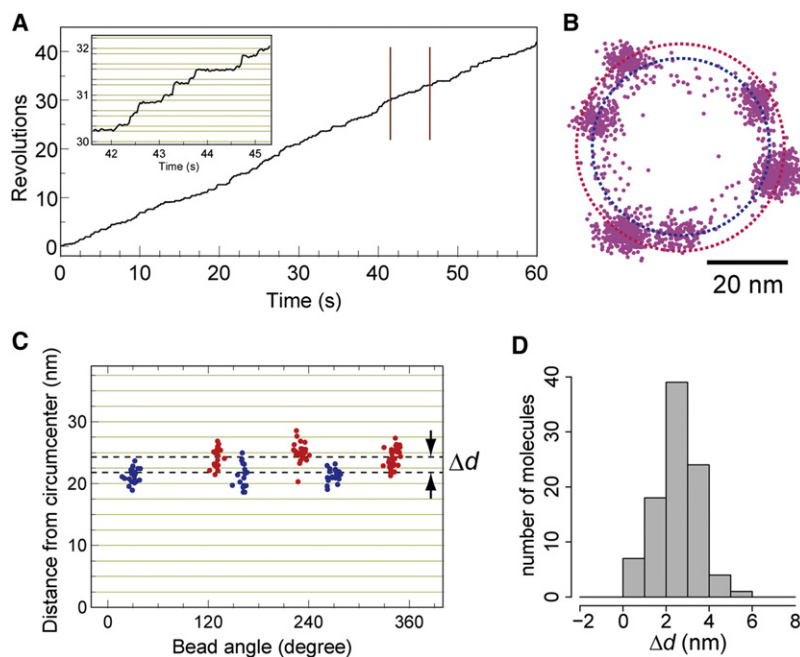 A
Revolutions
40
30
20
10
0
0 10 20 30 40 50 60
Time (s)
32
31
30
42 43 44 45
Time (s)
B
20 nm
C
Distance from circumcenter (nm)
30
20
10
0
0 120 240 360
Bead angle (degree)
Δd
D
number of molecules
40
30
20
10
0
−2 0 2 4 6 8
Δd (nm)